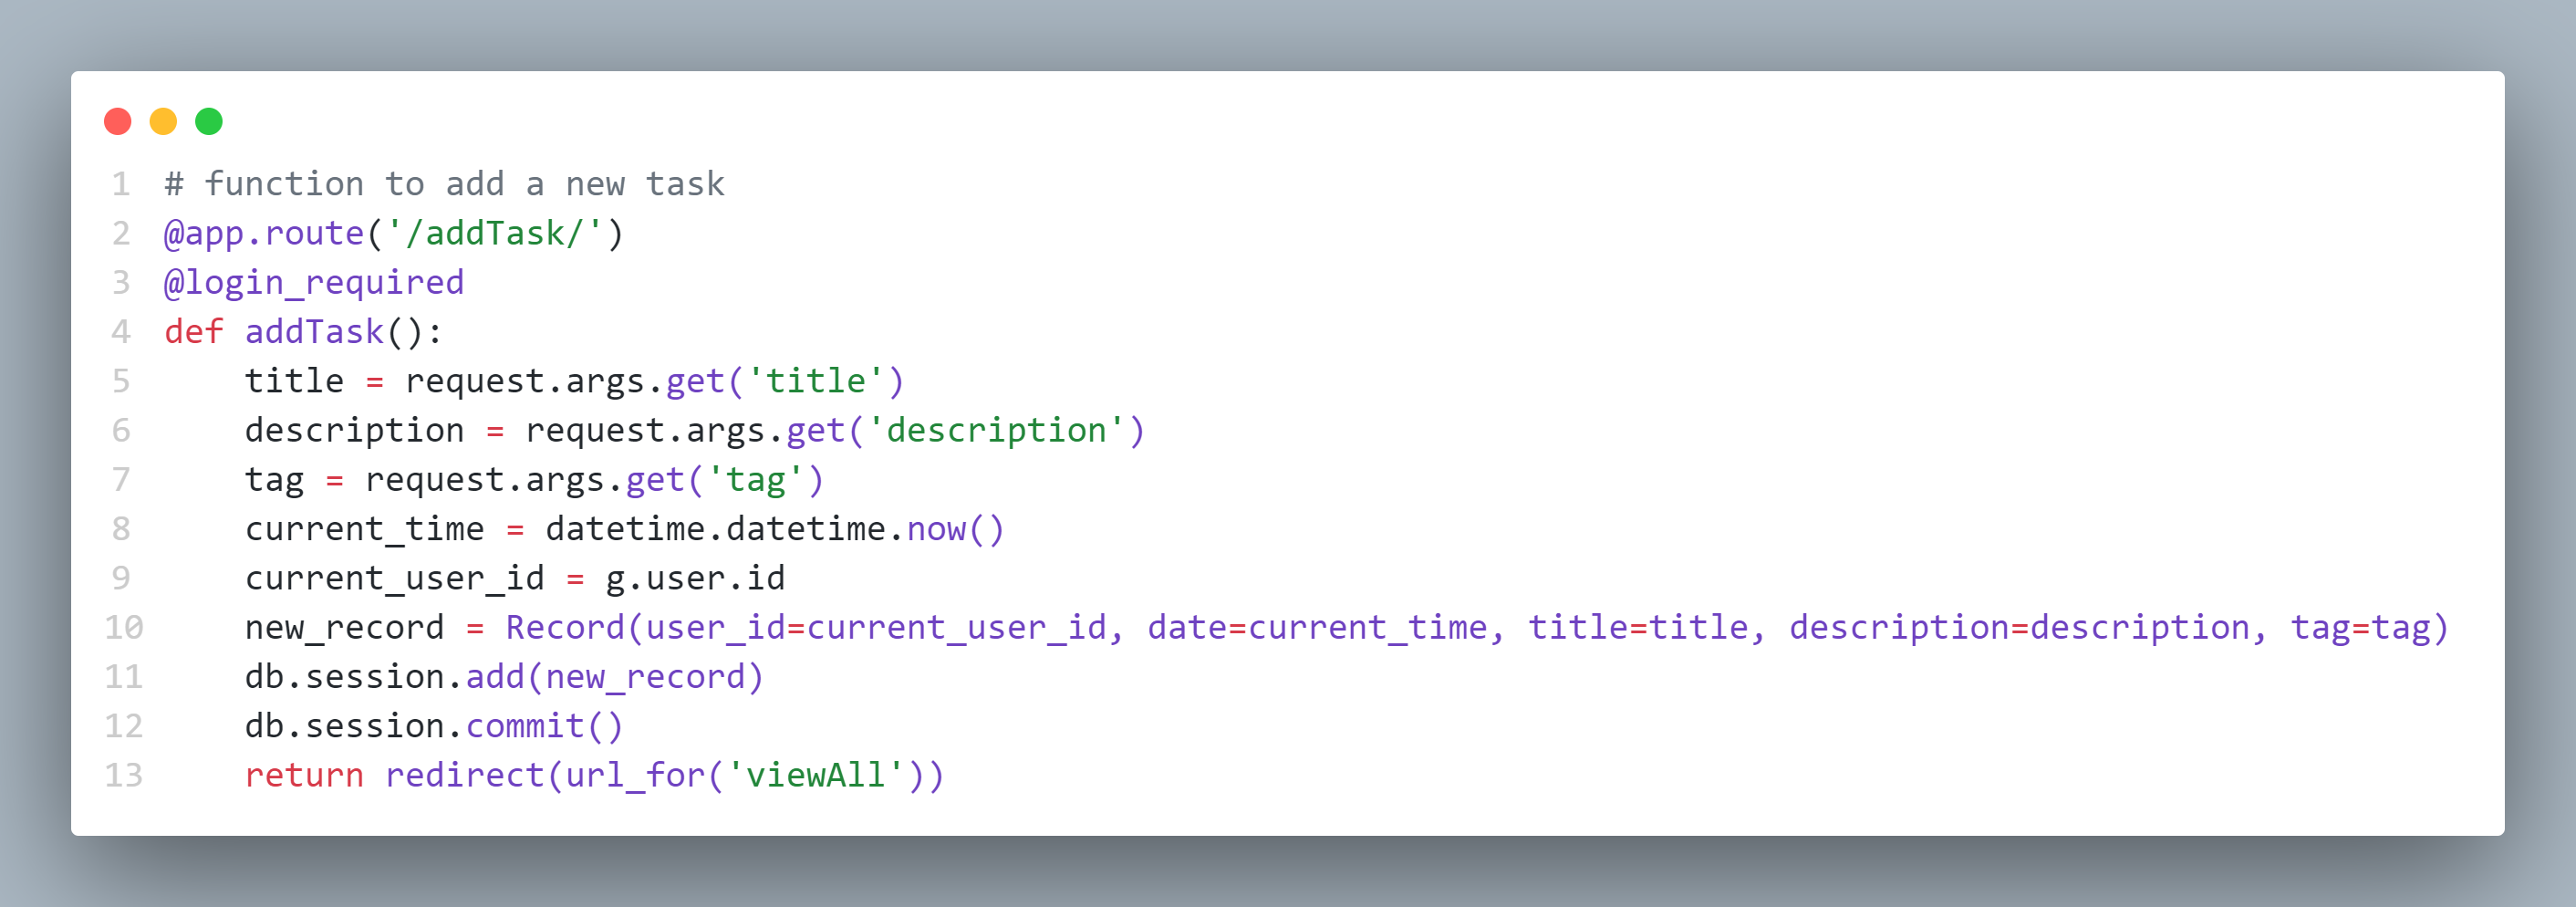 1 # function to add a new task
2 @app.route('/addTask/')
3 @login_required
4 def addTask():
5     title = request.args.get('title')
6     description = request.args.get('description')
7     tag = request.args.get('tag')
8     current_time = datetime.datetime.now()
9     current_user_id = g.user.id
10     new_record = Record(user_id=current_user_id, date=current_time, title=title, description=description, tag=tag)
11     db.session.add(new_record)
12     db.session.commit()
13     return redirect(url_for('viewAll'))